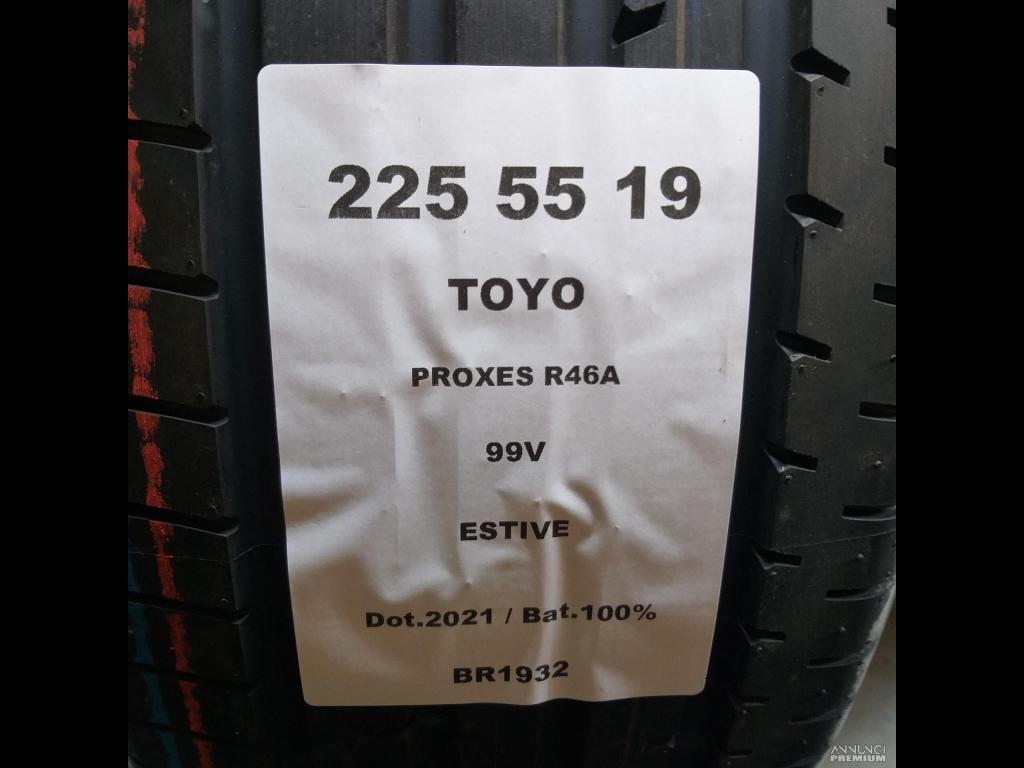 225 55 19
TOYO
PROXES R46A
99V
ESTIVE
Dot.2021 / Bat.100%
BR1932
ANNUNCI
PREMIUM